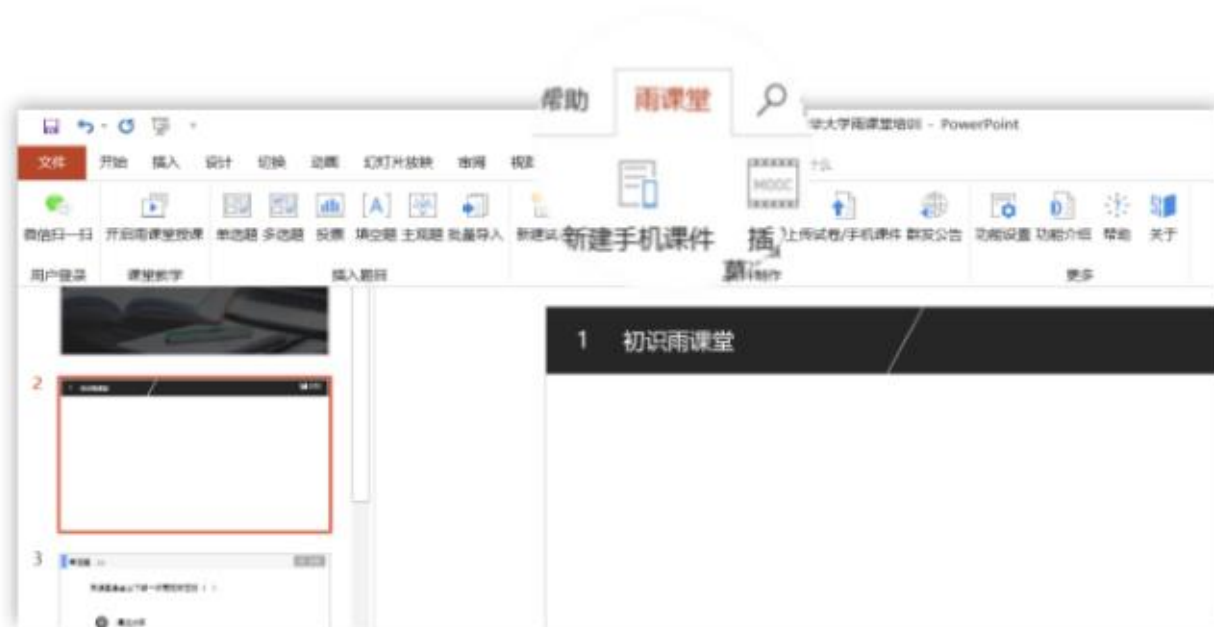 帮助 雨课堂
华大学雨课堂培训 - PowerPoint
文件 开始 插入 设计 切换 动画 幻灯片放映 审阅 视图
MOOC
微信扫一扫 开启雨课堂授课 单选题 多选题 投票 填空题 主观题 批量导入 新建试 新建手机课件 插 上传试卷/手机课件 群发公告 功能设置 功能介绍 帮助 关于
用户登录 课堂教学 插入题目 制作 更多
1 初识雨课堂
2
3